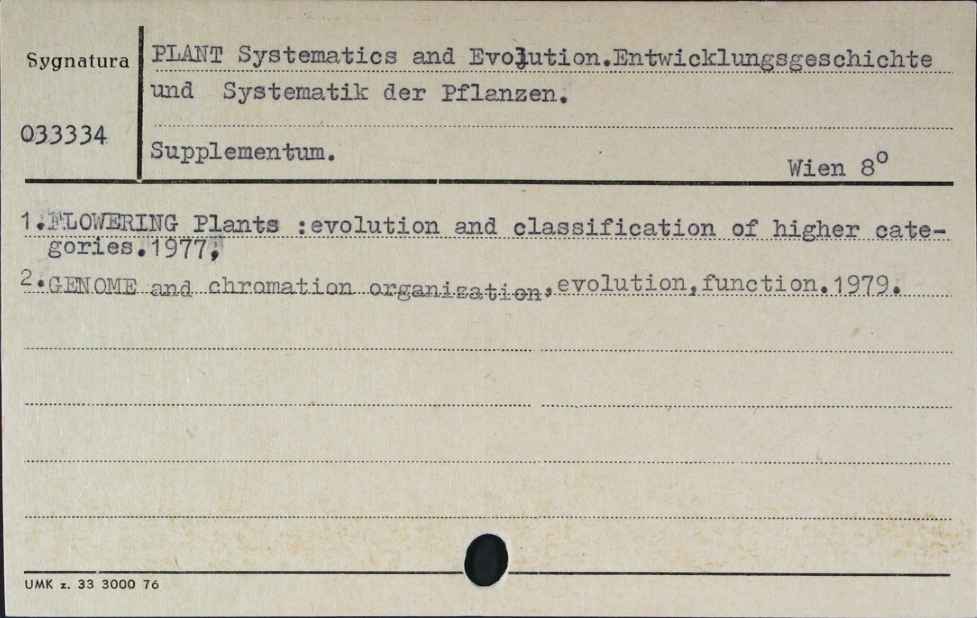 Sygnatura
PLANT Systematics and Evolution.Entwicklungsgeschichte
und Systematik der Pflanzen.
033334
Supplementum.
Wien 8°
1.FLOWERING Plants :evolution and classification of higher cate-
gories.1977;
2.GENOME and chromation organization,evolution,function.1979.
UMK z. 33 3000 76